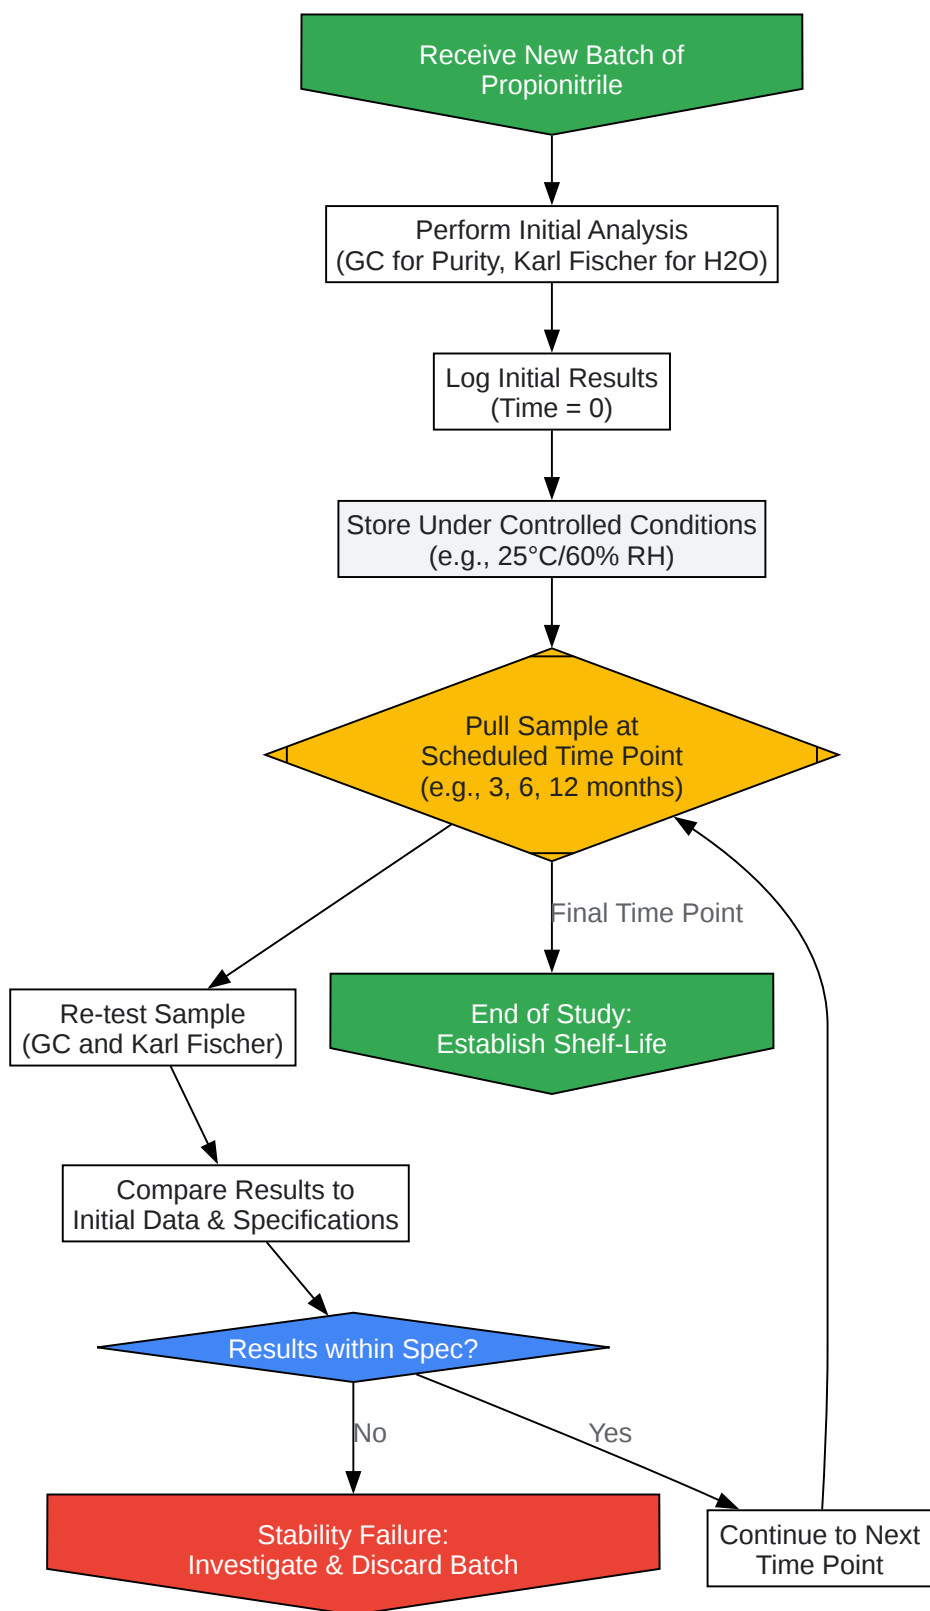 Receive New Batch of
Propionitrile
Perform Initial Analysis
(GC for Purity, Karl Fischer for H2O)
Log Initial Results
(Time = 0)
Store Under Controlled Conditions
(e.g., 25°C/60% RH)
Pull Sample at
Scheduled Time Point
(e.g., 3, 6, 12 months)
Final Time Point
End of Study:
Establish Shelf-Life
Re-test Sample
(GC and Karl Fischer)
Compare Results to
Initial Data & Specifications
Results within Spec?
No
Yes
Stability Failure:
Investigate & Discard Batch
Continue to Next
Time Point